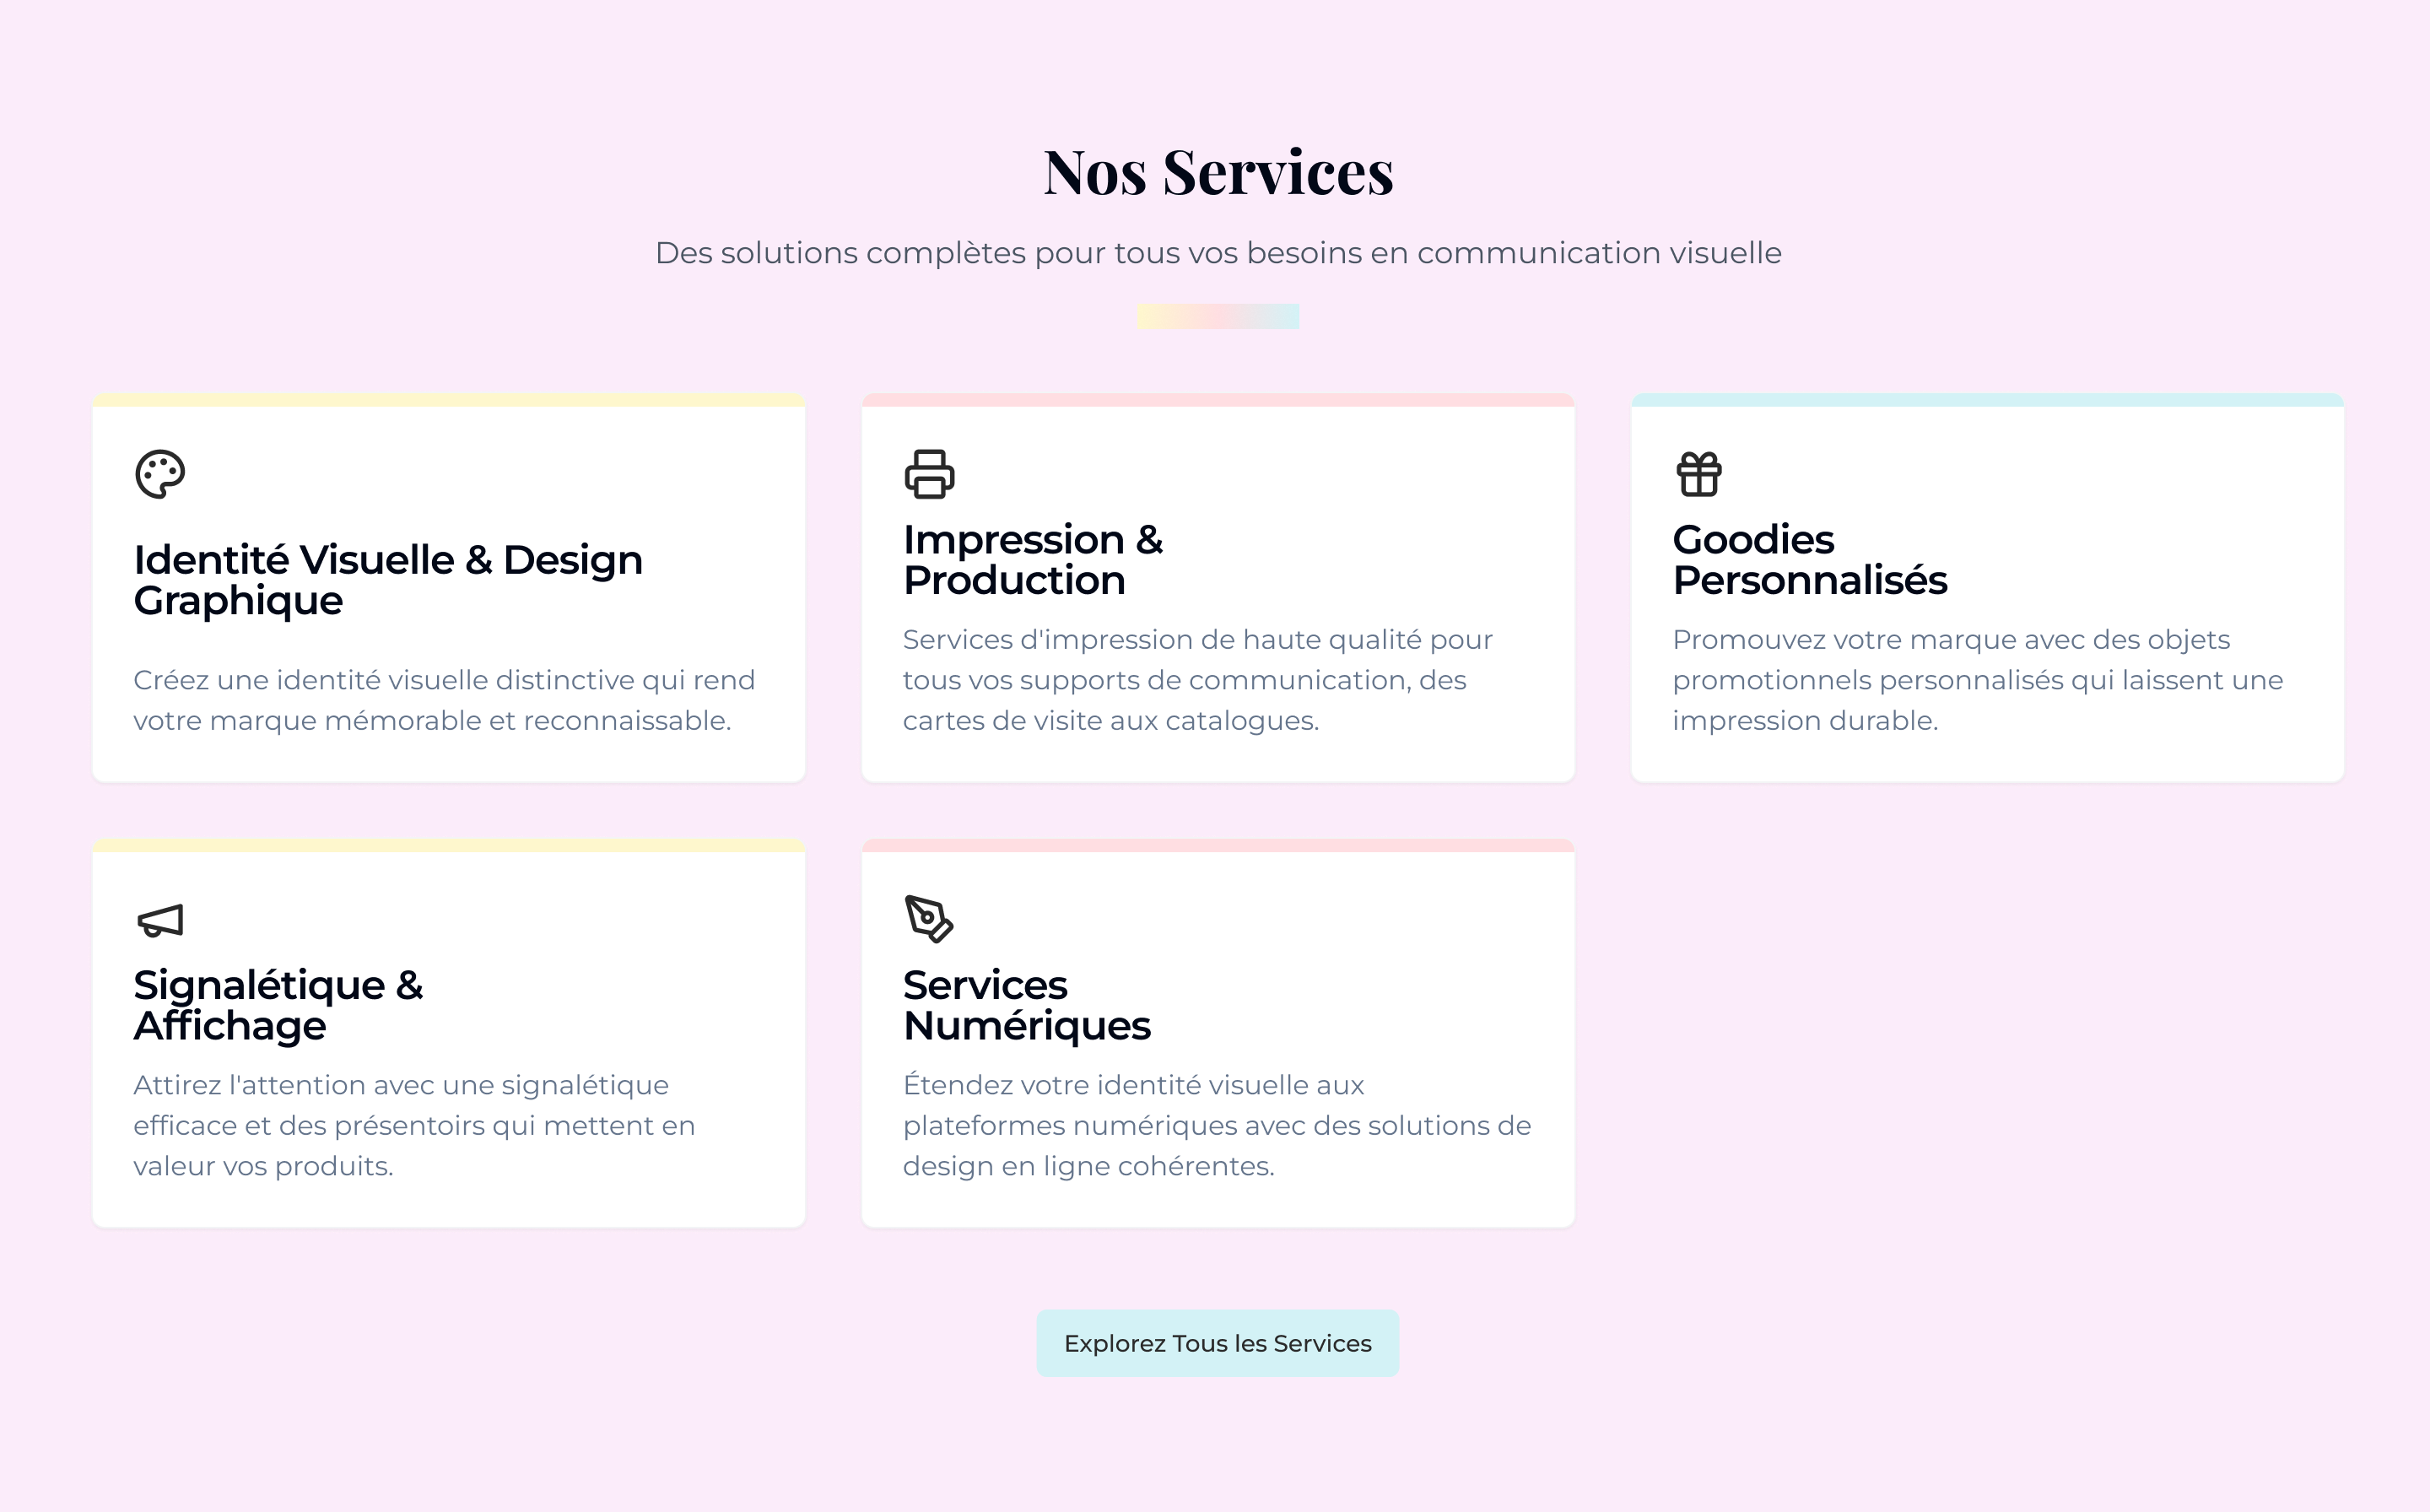 Nos Services
Des solutions complètes pour tous vos besoins en communication visuelle
Identité Visuelle & Design
Graphique
Créez une identité visuelle distinctive qui rend
votre marque mémorable et reconnaissable.
Impression &
Production
Services d'impression de haute qualité pour
tous vos supports de communication, des
cartes de visite aux catalogues.
Goodies
Personnalisés
Promouvez votre marque avec des objets
promotionnels personnalisés qui laissent une
impression durable.
Signalétique &
Affichage
Attirez l'attention avec une signalétique
efficace et des présentoirs qui mettent en
valeur vos produits.
Services
Numériques
Étendez votre identité visuelle aux
plateformes numériques avec des solutions de
design en ligne cohérentes.
Explorez Tous les Services